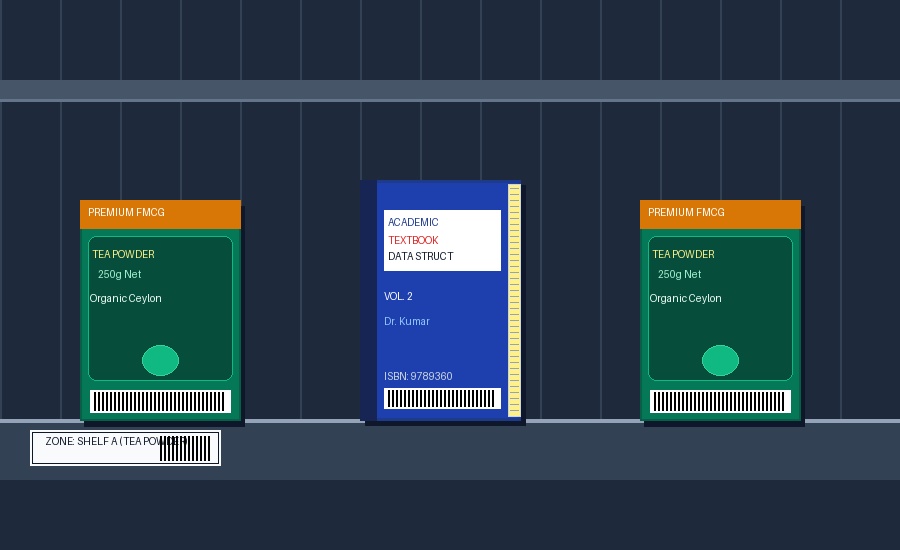 PREMIUM FMCG
TEA POWDER
250g Net
Organic Ceylon
ACADEMIC
TEXTBOOK
DATA STRUCT
VOL. 2
Dr. Kumar
ISBN: 9789360
PREMIUM FMCG
TEA POWDER
250g Net
Organic Ceylon
ZONE: SHELF A (TEA POWDER)